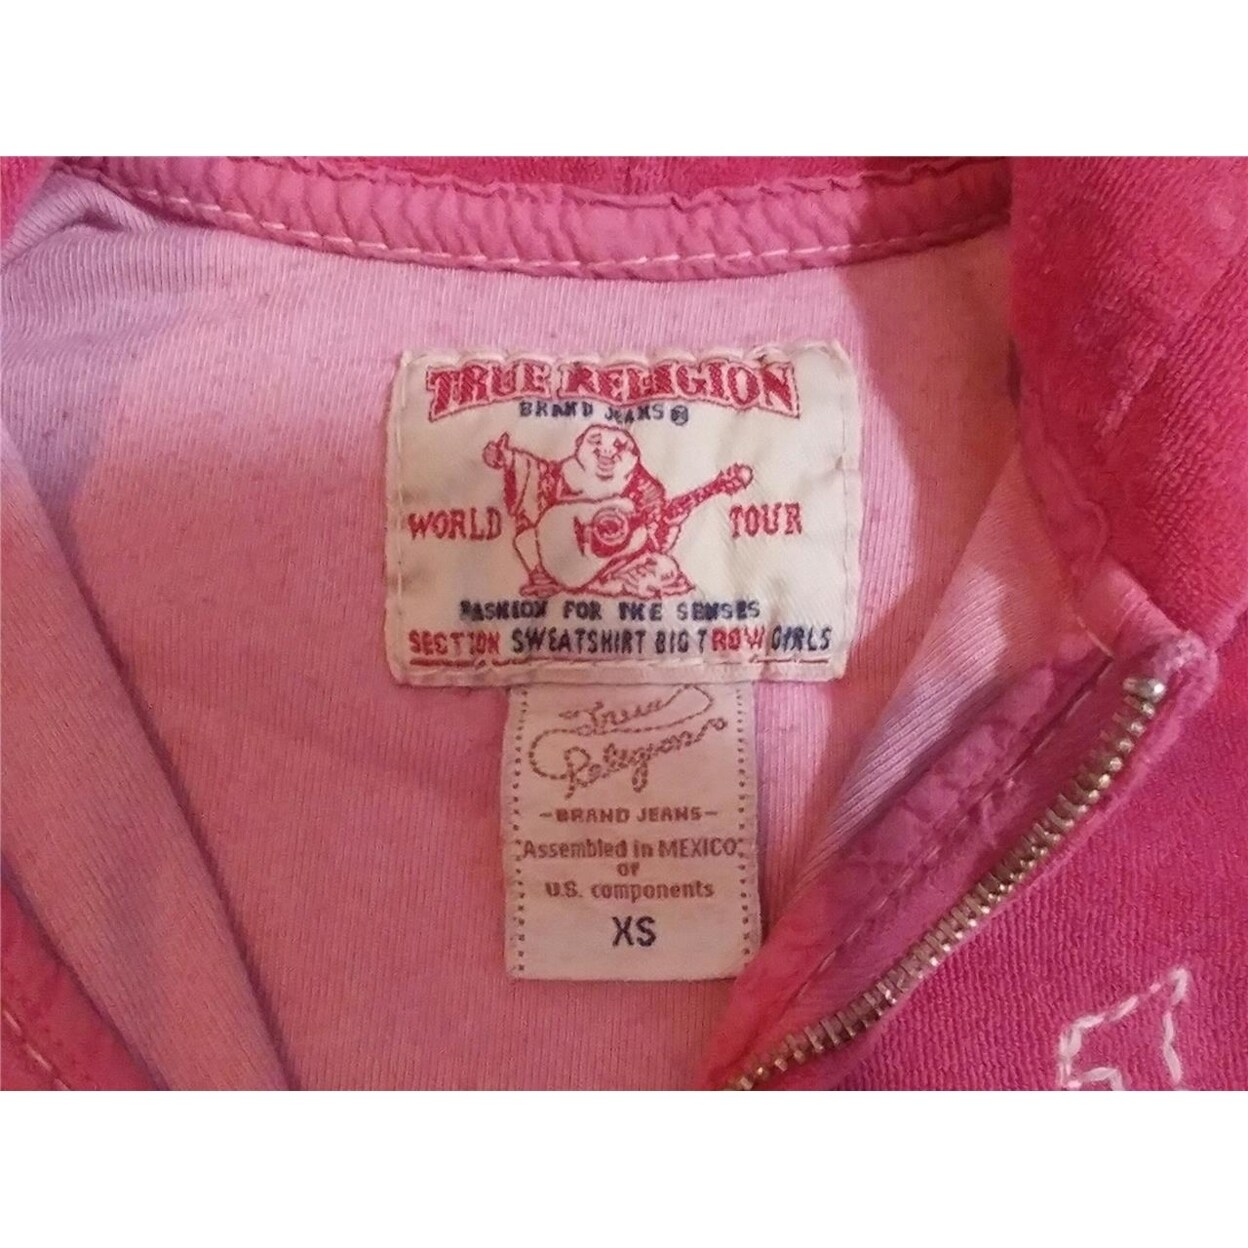 TRUE RELIGION
BRAND JEANS ®
WORLD TOUR
FASHION FOR THE SENSES
SECTION SWEATSHIRT BIG T ROW GIRLS
True
Religion
-BRAND JEANS-
Assembled in MEXICO
of
U.S. components
XS